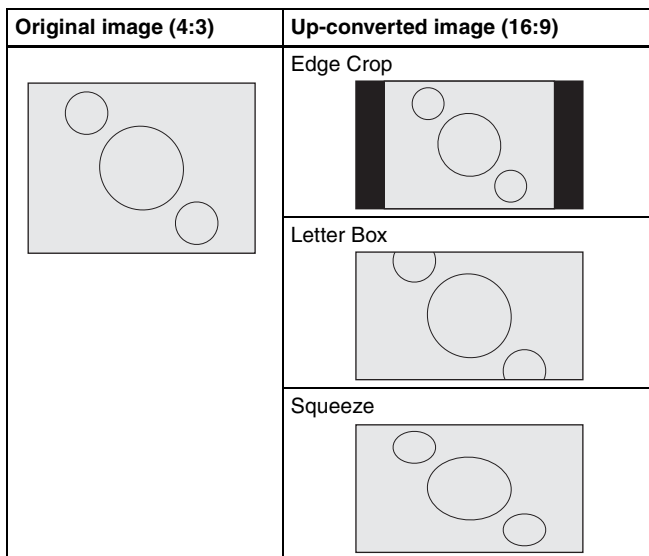 Original image (4:3)
Up-converted image (16:9)
Edge Crop
Letter Box
Squeeze